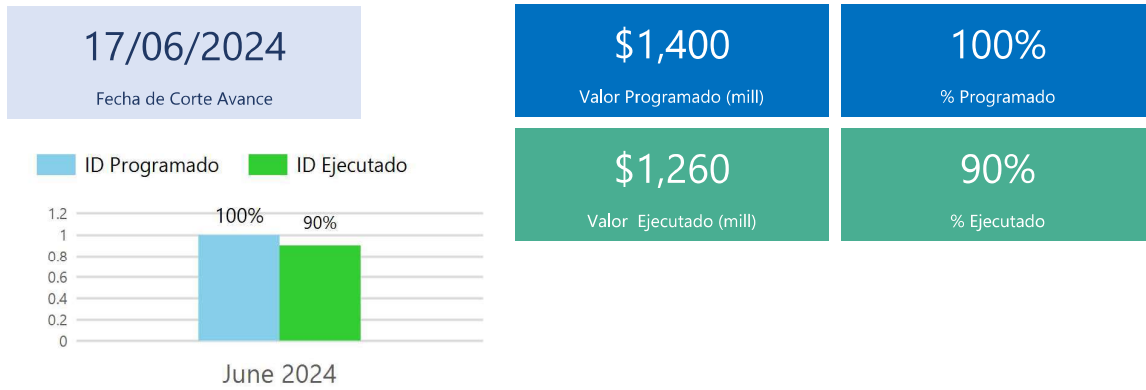 17/06/2024
Fecha de Corte Avance
$1,400
Valor Programado (mill)
100%
% Programado
$1,260
Valor Ejecutado (mill)
90%
% Ejecutado
ID Programado ID Ejecutado
1.2
1
0.8
0.6
0.4
0.2
0
100%
90%
June 2024